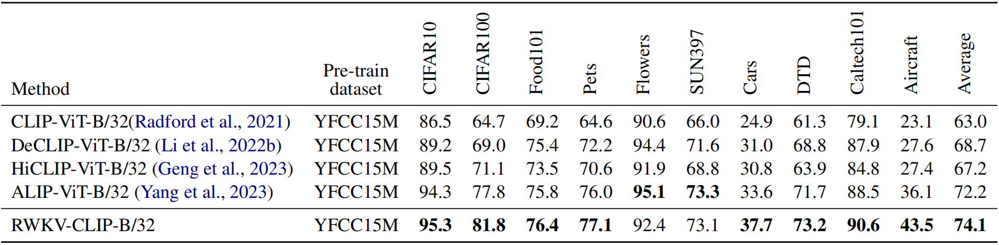 Method Pre-train dataset CIFAR10 CIFAR100 Food101 Pets Flowers SUN397 Cars DTD Caltech101 Aircraft Average
CLIP-ViT-B/32(Radford et al., 2021) YFCC15M 86.5 64.7 69.2 64.6 90.6 66.0 24.9 61.3 79.1 23.1 63.0
DeCLIP-ViT-B/32 (Li et al., 2022b) YFCC15M 89.2 69.0 75.4 72.2 94.4 71.6 31.0 68.8 87.9 27.6 68.7
HiCLIP-ViT-B/32 (Geng et al., 2023) YFCC15M 89.5 71.1 73.5 70.6 91.9 68.8 30.8 63.9 84.8 27.4 67.2
ALIP-ViT-B/32 (Yang et al., 2023) YFCC15M 94.3 77.8 75.8 76.0 95.1 73.3 33.6 71.7 88.5 36.1 72.2
RWKV-CLIP-B/32 YFCC15M 95.3 81.8 76.4 77.1 92.4 73.1 37.7 73.2 90.6 43.5 74.1